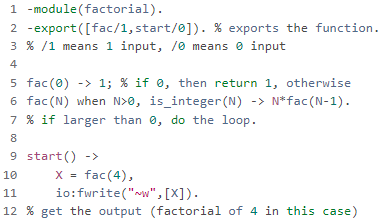 1 -module(factorial).
2 -export([fac/1,start/0]). % exports the function.
3 % /1 means 1 input, /0 means 0 input
4
5 fac(0) -> 1; % if 0, then return 1, otherwise
6 fac(N) when N>0, is_integer(N) -> N*fac(N-1).
7 % if larger than 0, do the loop.
8
9 start() ->
10     X = fac(4),
11     io:fwrite("~w",[X]).
12 % get the output (factorial of 4 in this case)